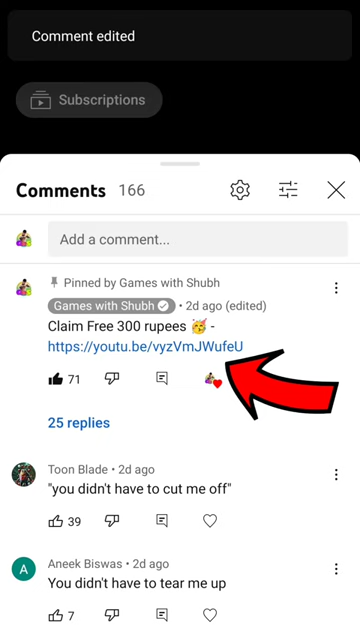 Comment edited
Subscriptions
Comments 166
Add a comment...
Pinned by Games with Shubh
Games with Shubh • 2d ago (edited)
Claim Free 300 rupees 🥳 -
https://youtu.be/vyzVmJWufeU
71
25 replies
Toon Blade • 2d ago
"you didn't have to cut me off"
39
A
Aneek Biswas • 2d ago
You didn't have to tear me up
7